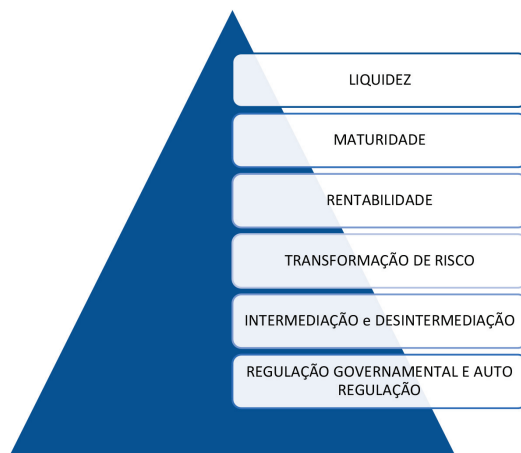 LIQUIDEZ
MATURIDADE
RENTABILIDADE
TRANSFORMAÇÃO DE RISCO
INTERMEDIAÇÃO e DESINTERMEDIAÇÃO
REGULAÇÃO GOVERNAMENTAL E AUTO
REGULAÇÃO